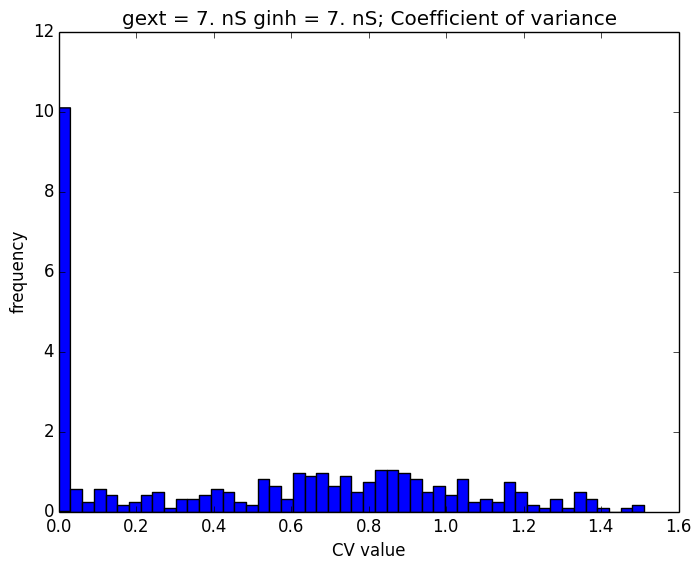 gext = 7. nS ginh = 7. nS; Coefficient of variance
12
10
8
6
4
2
0
frequency
0.0 0.2 0.4 0.6 0.8 1.0 1.2 1.4 1.6
CV value